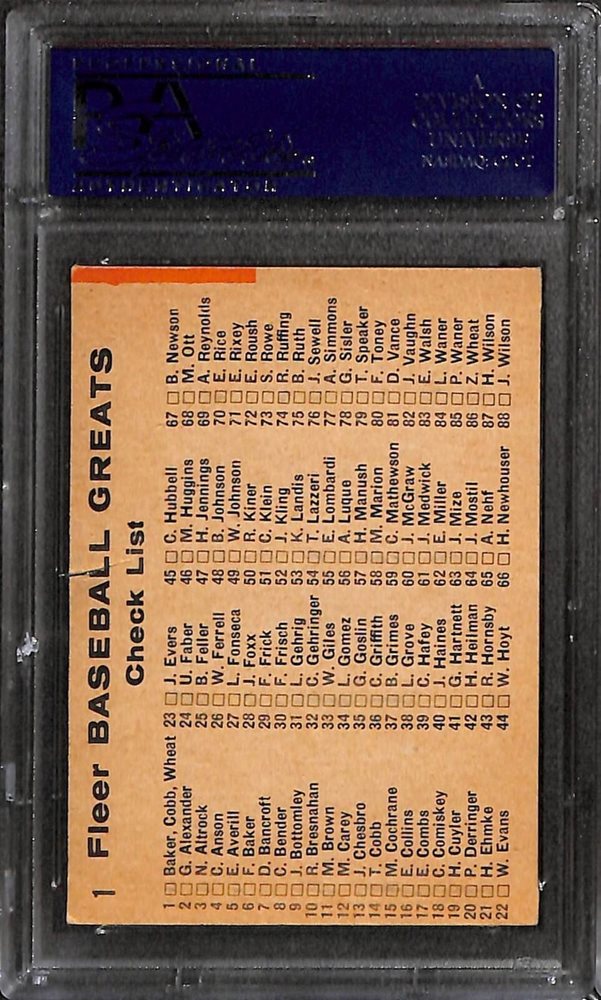 PSA
A
DIVISION OF
COLLECTORS
UNIVERSE
1 Fleer BASEBALL GREATS
Check List
1 Baker, Cobb, Wheat
2 G. Alexander
3 N. Altrock
4 C. Anson
5 E. Averill
6 F. Baker
7 D. Bancroft
8 C. Bender
9 J. Bottomley
10 R. Bresnahan
11 M. Brown
12 M. Carey
13 J. Chesbro
14 T. Cobb
15 M. Cochrane
16 E. Collins
17 E. Combs
18 C. Comiskey
19 H. Cuyler
20 P. Derringer
21 H. Ehmke
22 W. Evans
23 J. Evers
24 U. Faber
25 B. Feller
26 W. Ferrell
27 L. Fonseca
28 J. Foxx
29 F. Frick
30 F. Frisch
31 L. Gehrig
32 C. Gehringer
33 W. Giles
34 L. Gomez
35 G. Goslin
36 C. Griffith
37 B. Grimes
38 L. Grove
39 C. Hafey
40 J. Haines
41 G. Hartnett
42 H. Heilman
43 R. Hornsby
44 W. Hoyt
45 C. Hubbell
46 M. Huggins
47 H. Jennings
48 B. Johnson
49 W. Johnson
50 R. Kiner
51 C. Klein
52 J. Kling
53 K. Landis
54 T. Lazzeri
55 E. Lombardi
56 A. Luque
57 H. Manush
58 M. Marion
59 C. Mathewson
60 J. McGraw
61 J. Medwick
62 E. Miller
63 J. Mize
64 J. Mostil
65 A. Nehf
66 H. Newhouser
67 B. Newson
68 M. Ott
69 A. Reynolds
70 E. Rice
71 E. Rixey
72 E. Roush
73 S. Rowe
74 R. Ruffing
75 B. Ruth
76 J. Sewell
77 A. Simmons
78 G. Sisler
79 T. Speaker
80 F. Toney
81 D. Vance
82 J. Vaughn
83 E. Walsh
84 L. Waner
85 P. Waner
86 Z. Wheat
87 H. Wilson
88 J. Wilson